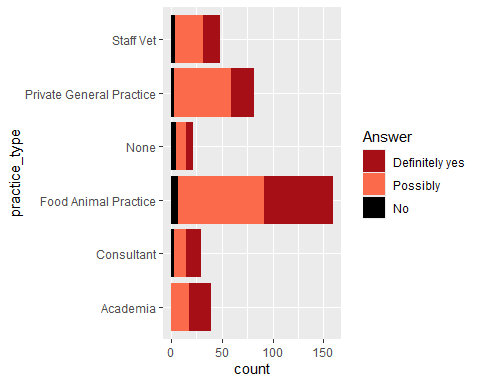 practice_type
Staff Vet
Private General Practice
None
Food Animal Practice
Consultant
Academia
0
50
100
150
count
Answer
Definitely yes
Possibly
No